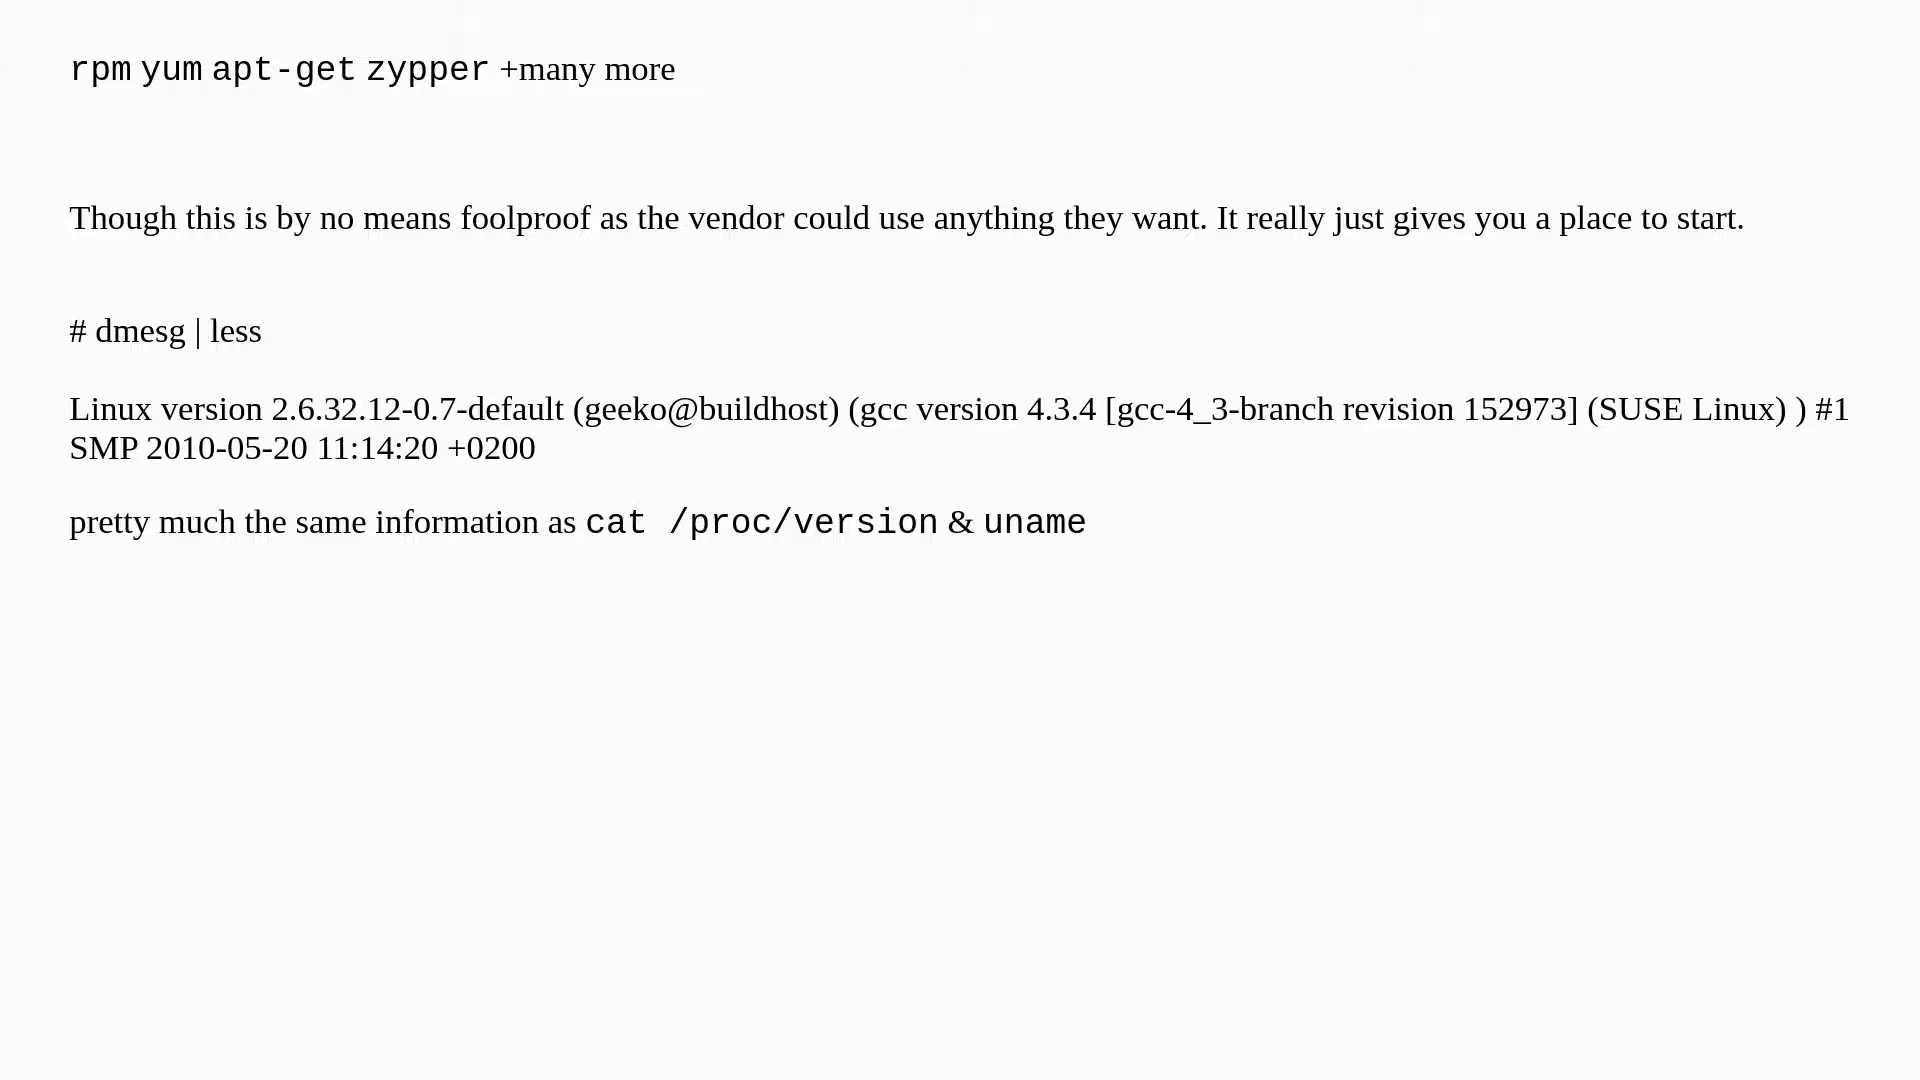 rpm yum apt-get zypper +many more
Though this is by no means foolproof as the vendor could use anything they want. It really just gives you a place to start.
# dmesg | less
Linux version 2.6.32.12-0.7-default (geeko@buildhost) (gcc version 4.3.4 [gcc-4_3-branch revision 152973] (SUSE Linux) ) #1
SMP 2010-05-20 11:14:20 +0200
pretty much the same information as cat /proc/version & uname